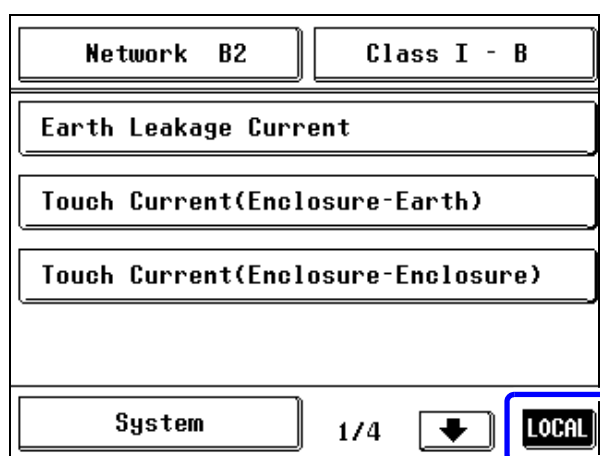 Network B2 Class I - B
Earth Leakage Current
Touch Current(Enclosure-Earth)
Touch Current(Enclosure-Enclosure)
System 1/4 LOCAL